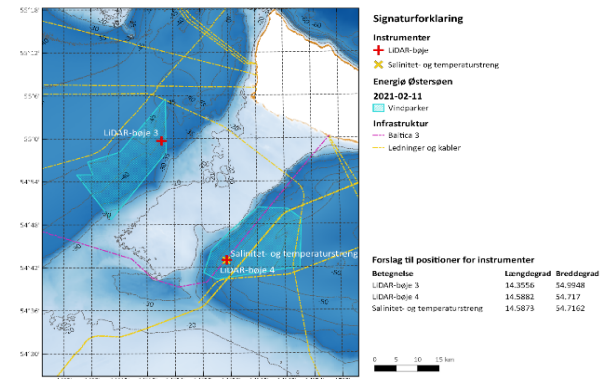 55°18'
55°12'
55°6'
55°0'
54°54'
54°48'
54°42'
54°36'
54°30'
LiDAR-bøje 3
Salinitet- og temperaturstreng
LiDAR-bøje 4
Signaturforklaring
Instrumenter
LiDAR-bøje
Salinitet- og temperaturstreng
Energiø Østersøen
2021-02-11
Vindparker
Infrastruktur
Baltica 3
Ledninger og kabler
Forslag til positioner for instrumenter
Betegnelse Længdegrad Breddegrad
LiDAR-bøje 3 14.3556 54.9948
LiDAR-bøje 4 14.5882 54.717
Salinitet- og temperaturstreng 14.5873 54.7162
0 5 10 15 km